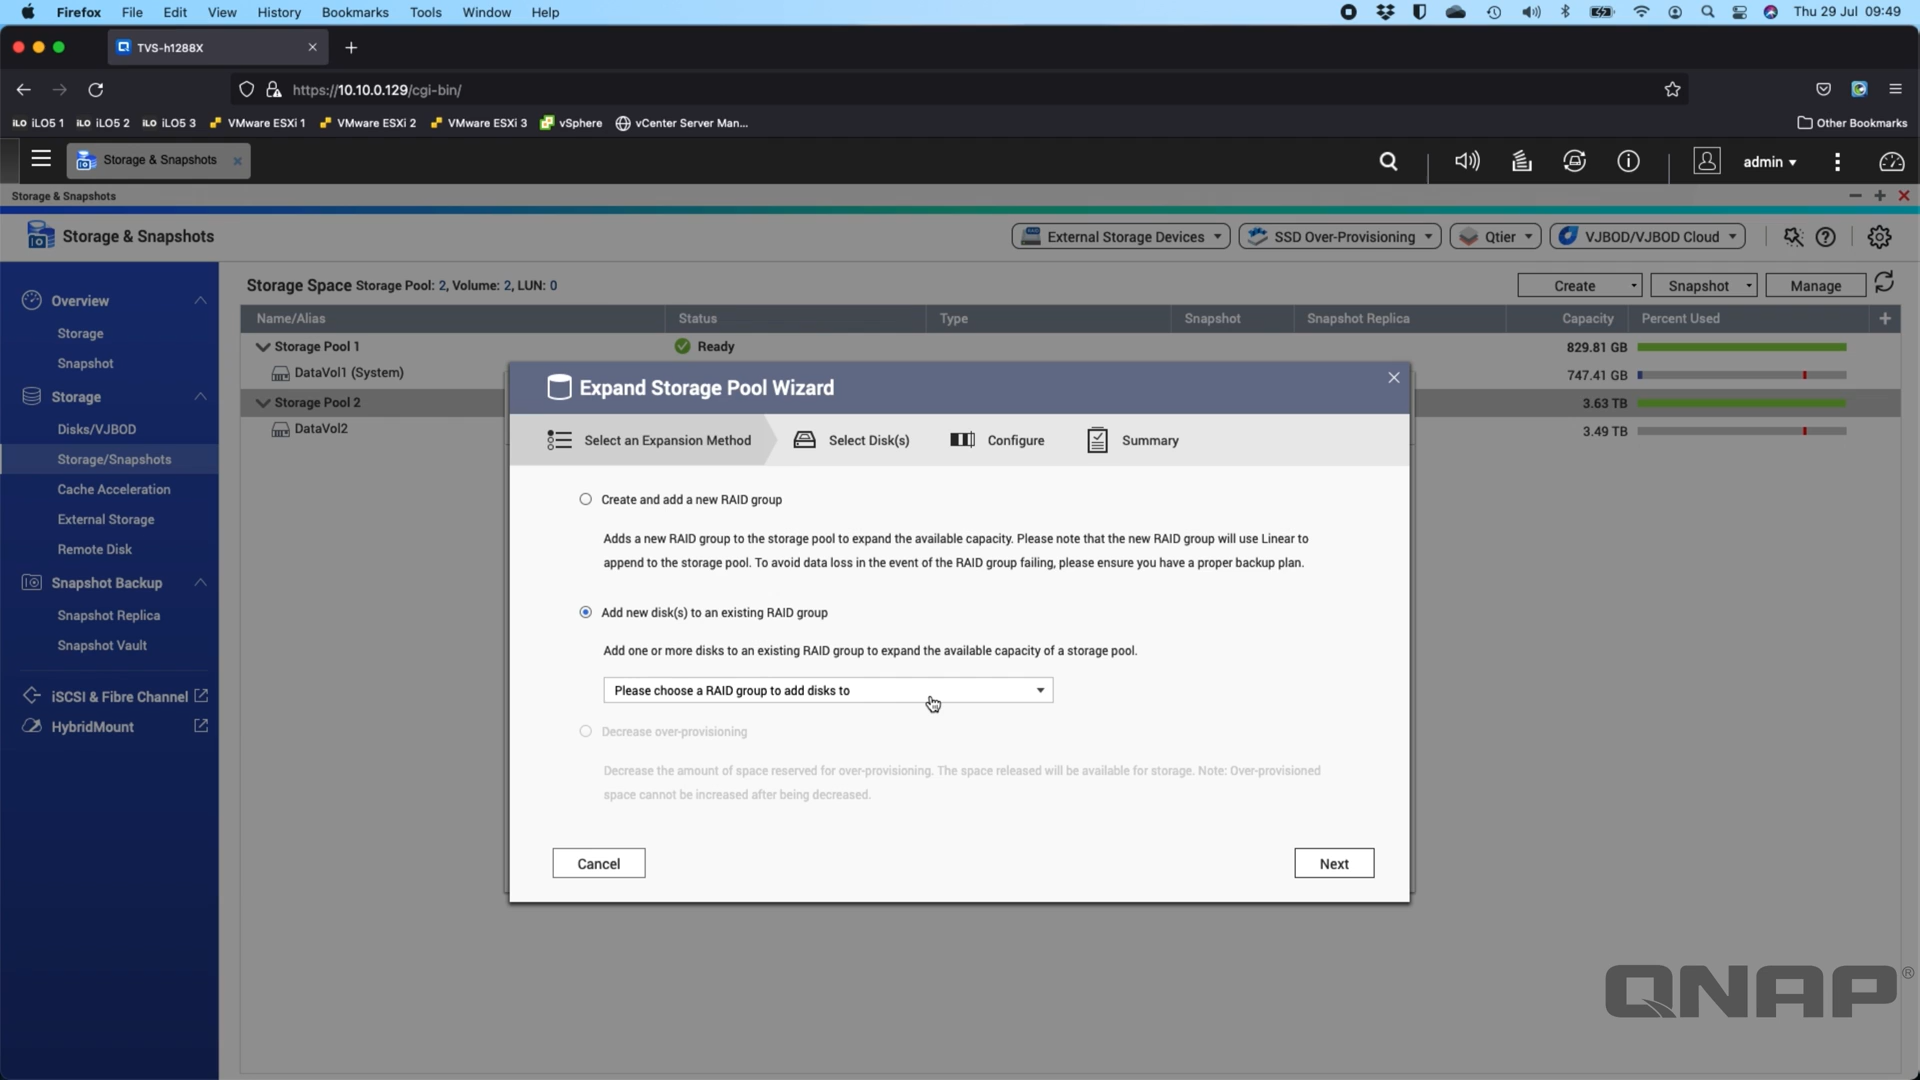 Firefox File Edit View History Bookmarks Tools Window Help Thu 29 Jul 09:49
TVS-h1288X
https://10.10.0.129/cgi-bin/
iLO iLO5 1 iLO iLO5 2 iLO iLO5 3 VMware ESXi 1 VMware ESXi 2 VMware ESXi 3 vSphere vCenter Server Man... Other Bookmarks
Storage & Snapshots admin
Storage & Snapshots
Storage & Snapshots External Storage Devices SSD Over-Provisioning Qtier VJBOD/VJBOD Cloud
Overview
Storage
Snapshot
Storage
Disks/VJBOD
Storage/Snapshots
Cache Acceleration
External Storage
Remote Disk
Snapshot Backup
Snapshot Replica
Snapshot Vault
iSCSI & Fibre Channel
HybridMount
Storage Space Storage Pool: 2, Volume: 2, LUN: 0 Create Snapshot Manage
Name/Alias Status Type Snapshot Snapshot Replica Capacity Percent Used
Storage Pool 1 Ready 829.81 GB
DataVol1 (System) 747.41 GB
Storage Pool 2 3.63 TB
DataVol2 3.49 TB
Expand Storage Pool Wizard
Select an Expansion Method Select Disk(s) Configure Summary
Create and add a new RAID group
Adds a new RAID group to the storage pool to expand the available capacity. Please note that the new RAID group will use Linear to
append to the storage pool. To avoid data loss in the event of the RAID group failing, please ensure you have a proper backup plan.
Add new disk(s) to an existing RAID group
Add one or more disks to an existing RAID group to expand the available capacity of a storage pool.
Please choose a RAID group to add disks to
Decrease over-provisioning
Decrease the amount of space reserved for over-provisioning. The space released will be available for storage. Note: Over-provisioned
space cannot be increased after being decreased.
Cancel Next
QNAP®